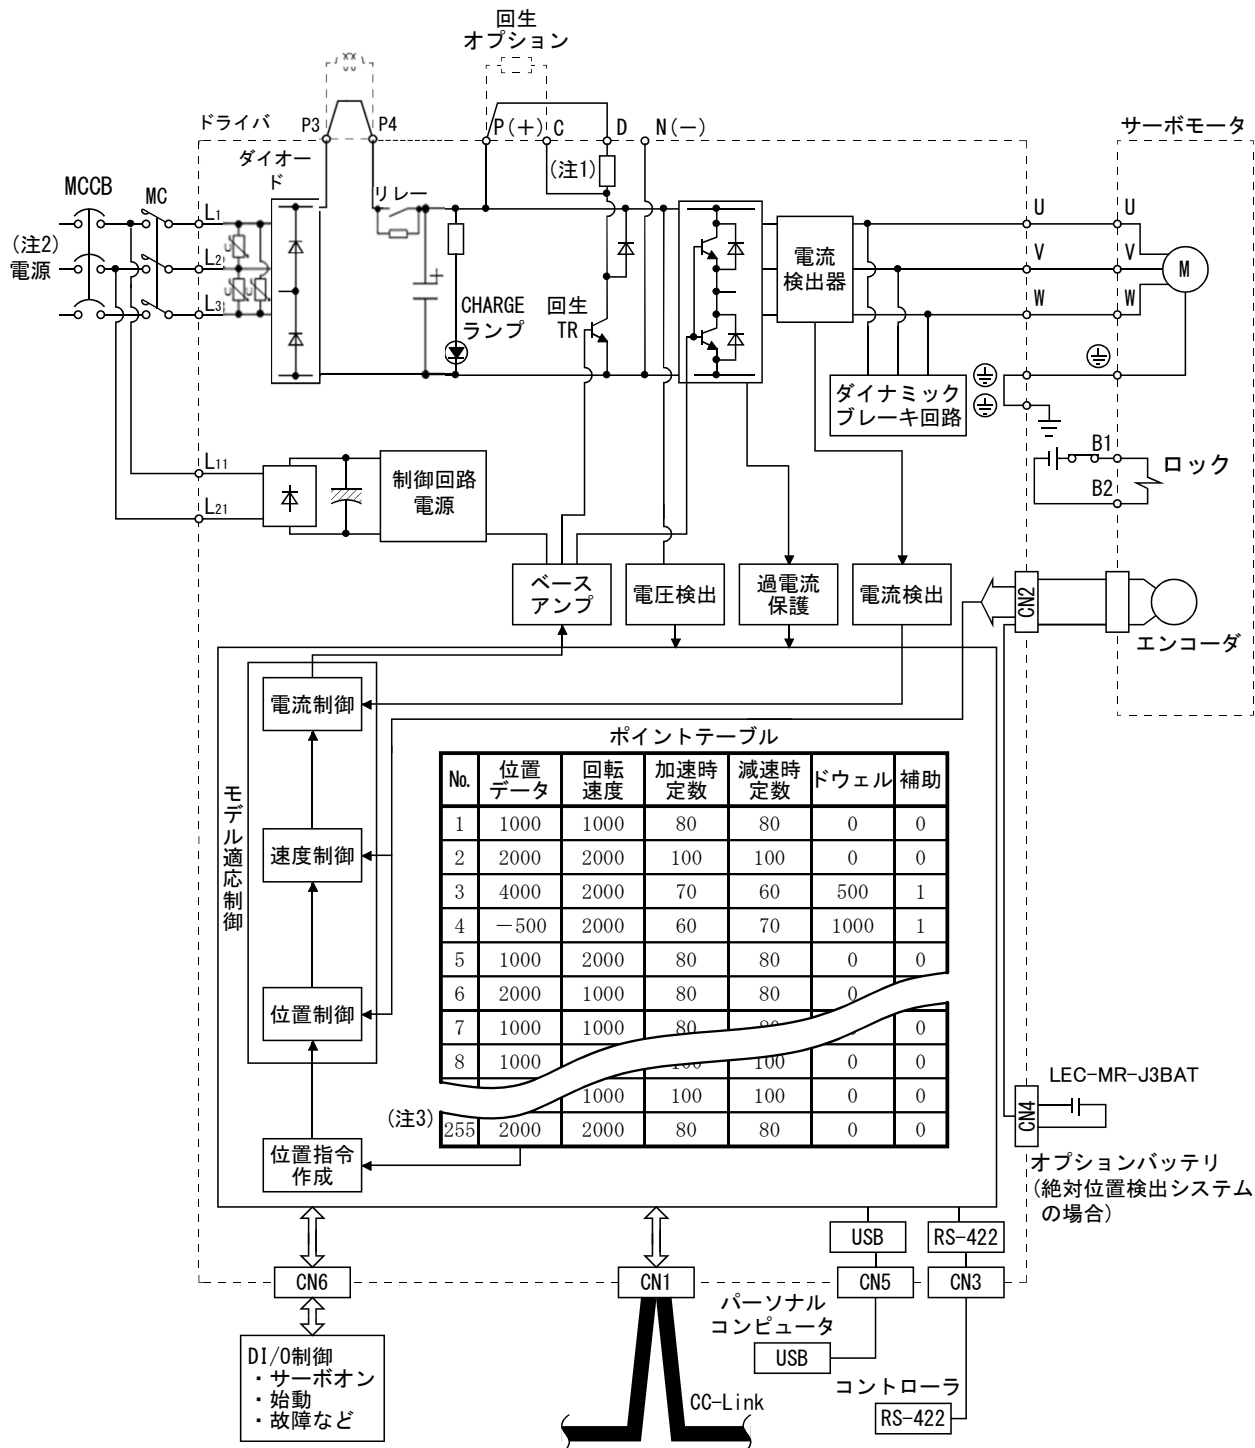 回生
オプション
ドライバ
P3
P4
P(+)
C
D
N(−)
サーボモータ
ダイオー
ド
(注1)
MCCB
MC
リレー
L1
L2
L3
(注2)
電源
U
V
W
U
V
W
M
電流
検出器
CHARGE
ランプ
回生
TR
ダイナミック
ブレーキ回路
L11
L21
制御回路
電源
B1
B2
ロック
ベース
アンプ
電圧検出
過電流
保護
電流検出
CN2
エンコーダ
電流制御
速度制御
位置制御
モデル適応制御
位置指令
作成
ポイントテーブル
No. 位置データ 回転速度 加速時定数 減速時定数 ドウェル 補助
1 1000 1000 80 80 0 0
2 2000 2000 100 100 0 0
3 4000 2000 70 60 500 1
4 −500 2000 60 70 1000 1
5 1000 2000 80 80 0 0
6 2000 1000 80 80 0
7 1000 1000 80 80 0
8 1000 100 100 0 0
1000 100 100 0 0
(注3)
255 2000 2000 80 80 0 0
LEC-MR-J3BAT
CN4
オプションバッテリ
(絶対位置検出システム
の場合)
USB
RS-422
CN6
CN1
CN5
CN3
パーソナル
コンピュータ
USB
DI/O制御
・サーボオン
・始動
・故障など
CC-Link
コントローラ
RS-422